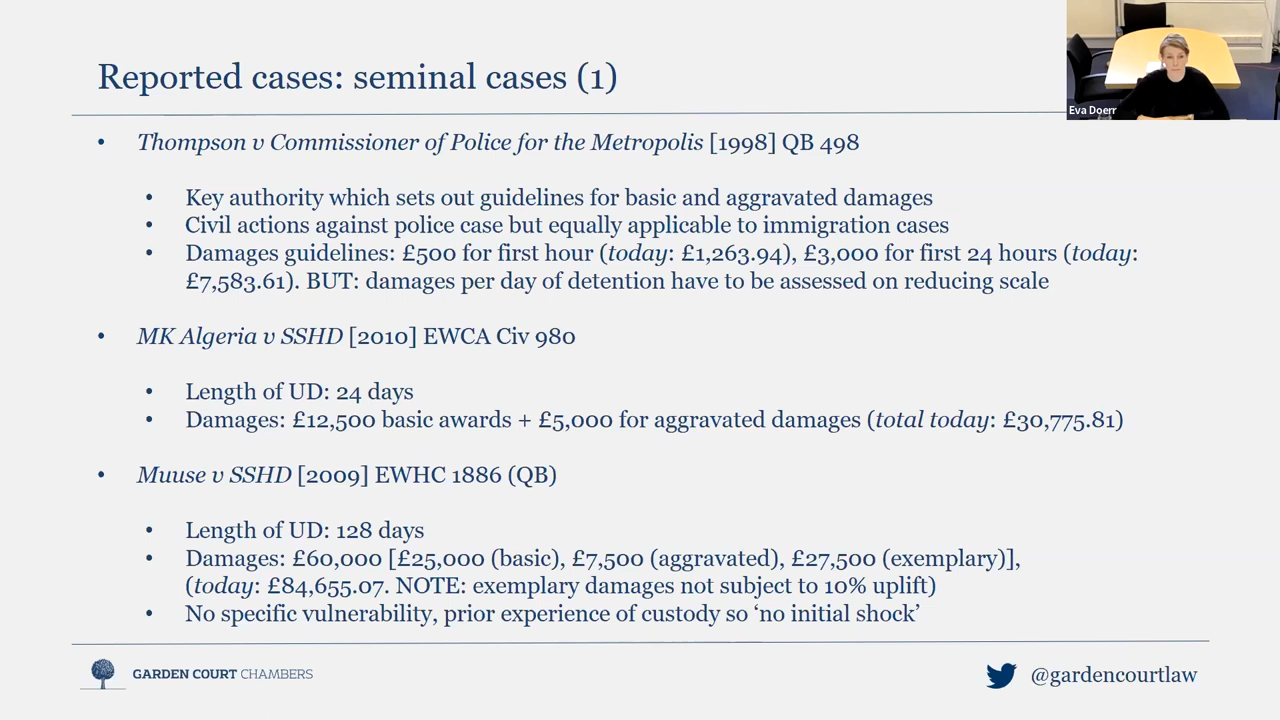 Reported cases: seminal cases (1)
Eva Doerr
• Thompson v Commissioner of Police for the Metropolis [1998] QB 498
• Key authority which sets out guidelines for basic and aggravated damages
• Civil actions against police case but equally applicable to immigration cases
• Damages guidelines: £500 for first hour (today: £1,263.94), £3,000 for first 24 hours (today:
£7,583.61). BUT: damages per day of detention have to be assessed on reducing scale
• MK Algeria v SSHD [2010] EWCA Civ 980
• Length of UD: 24 days
• Damages: £12,500 basic awards + £5,000 for aggravated damages (total today: £30,775.81)
• Muuse v SSHD [2009] EWHC 1886 (QB)
• Length of UD: 128 days
• Damages: £60,000 [£25,000 (basic), £7,500 (aggravated), £27,500 (exemplary)],
(today: £84,655.07. NOTE: exemplary damages not subject to 10% uplift)
• No specific vulnerability, prior experience of custody so ‘no initial shock’
GARDEN COURT CHAMBERS
@gardencourtlaw